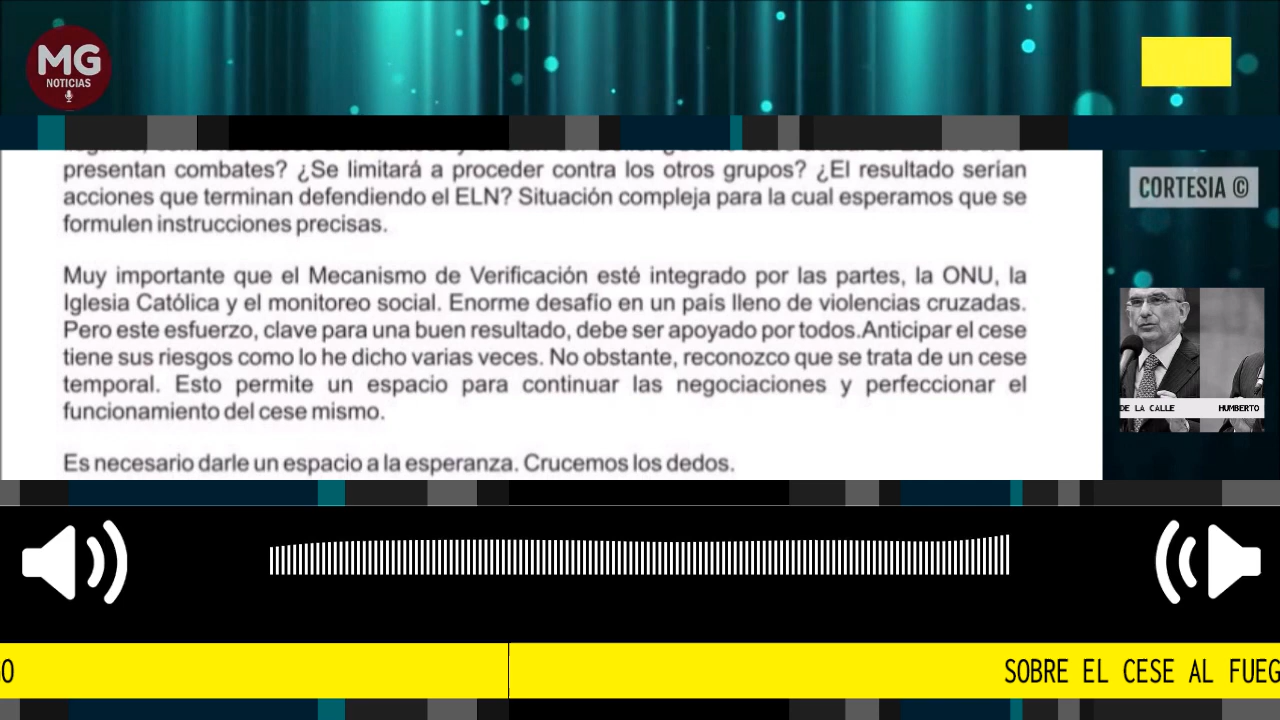 MG
NOTICIAS
presentan combates? ¿Se limitará a proceder contra los otros grupos? ¿El resultado serían
acciones que terminan defendiendo el ELN? Situación compleja para la cual esperamos que se
formulen instrucciones precisas.
Muy importante que el Mecanismo de Verificación esté integrado por las partes, la ONU, la
Iglesia Católica y el monitoreo social. Enorme desafío en un país lleno de violencias cruzadas.
Pero este esfuerzo, clave para una buen resultado, debe ser apoyado por todos.Anticipar el cese
tiene sus riesgos como lo he dicho varias veces. No obstante, reconozco que se trata de un cese
temporal. Esto permite un espacio para continuar las negociaciones y perfeccionar el
funcionamiento del cese mismo.
Es necesario darle un espacio a la esperanza. Crucemos los dedos.
CORTESIA ©
DE LA CALLE HUMBERTO
GO SOBRE EL CESE AL FUEG